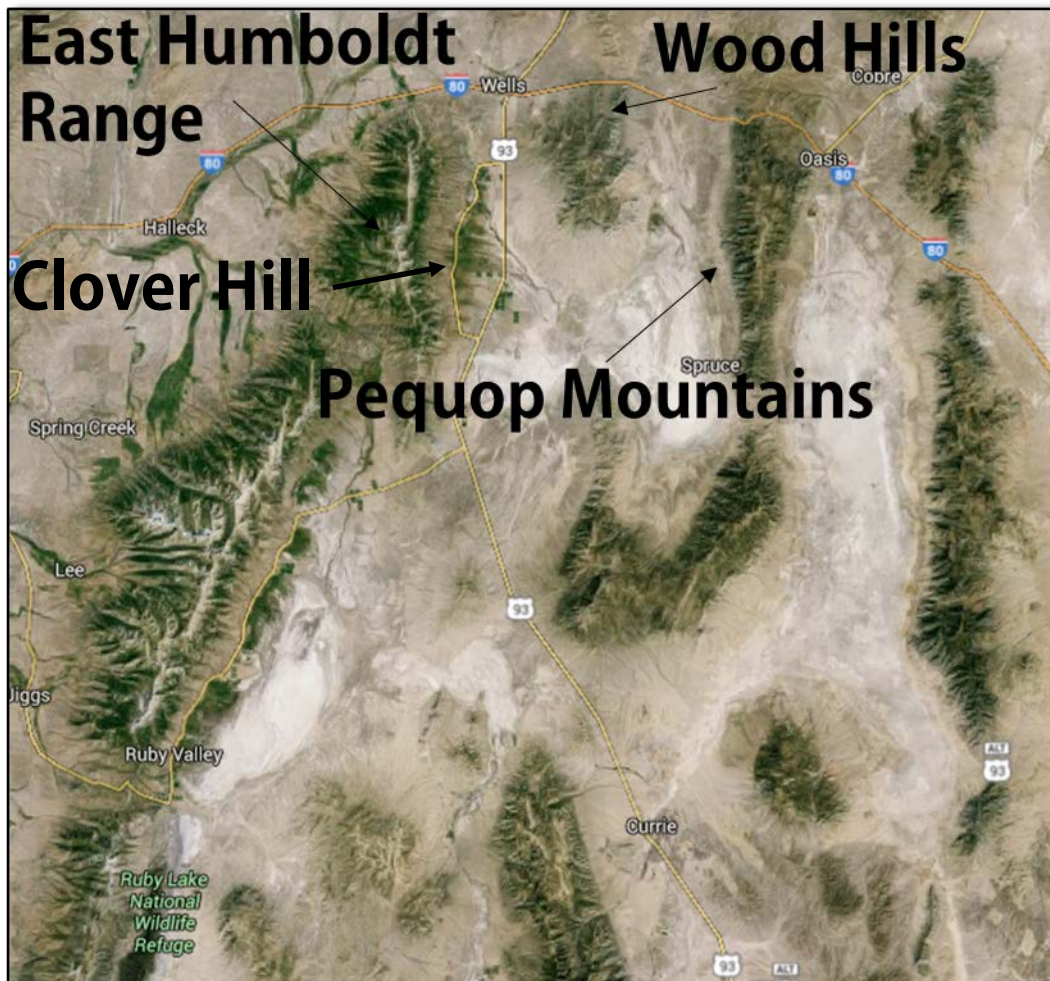 East Humboldt
Range
Wood Hills
Cobre
80
Wells
93
80
Oasis
80
Halleck
80
Clover Hill
Spruce
Pequop Mountains
Spring Creek
Lee
93
Jiggs
Ruby Valley
ALT
93
Currie
Ruby Lake
National
Wildlife
Refuge
93
ALT